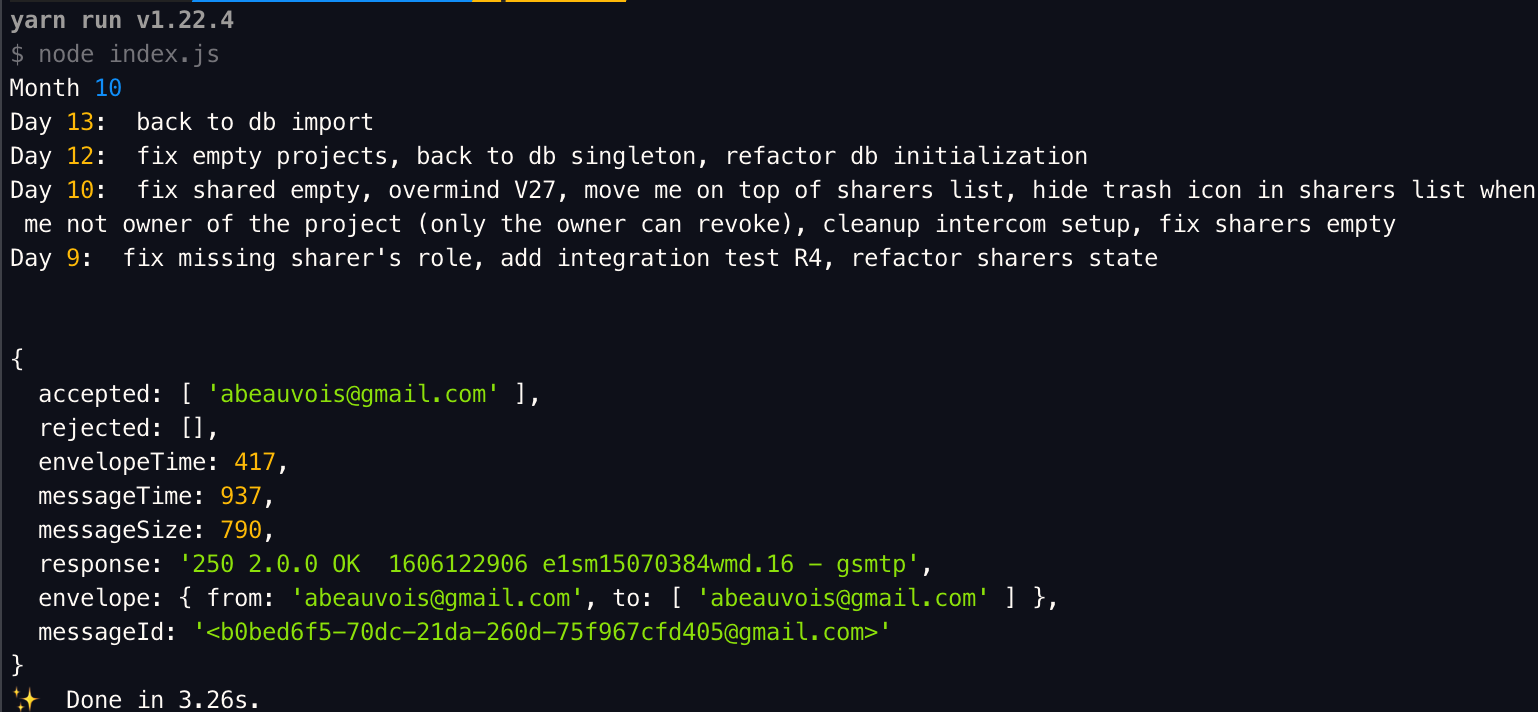 yarn run v1.22.4
$ node index.js
Month 10
Day 13:  back to db import
Day 12:  fix empty projects, back to db singleton, refactor db initialization
Day 10:  fix shared empty, overmind V27, move me on top of sharers list, hide trash icon in sharers list when
 me not owner of the project (only the owner can revoke), cleanup intercom setup, fix sharers empty
Day 9:  fix missing sharer's role, add integration test R4, refactor sharers state
{
  accepted: [ 'abeauvois@gmail.com' ],
  rejected: [],
  envelopeTime: 417,
  messageTime: 937,
  messageSize: 790,
  response: '250 2.0.0 OK  1606122906 e1sm15070384wmd.16 - gsmtp',
  envelope: { from: 'abeauvois@gmail.com', to: [ 'abeauvois@gmail.com' ] },
  messageId: '<b0bed6f5-70dc-21da-260d-75f967cfd405@gmail.com>'
}
✨  Done in 3.26s.